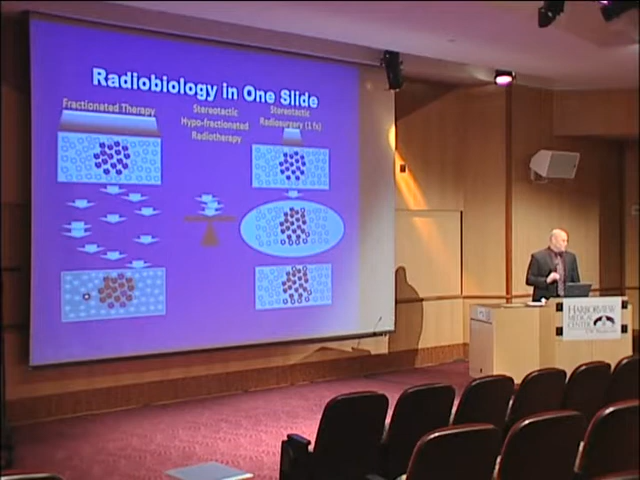 Radiobiology in One Slide
Fractionated Therapy
Stereotactic
Hypo-fractionated
Radiotherapy
Stereotactic
Radiosurgery (1 fx)
HARBORVIEW
MEDICAL
CENTER